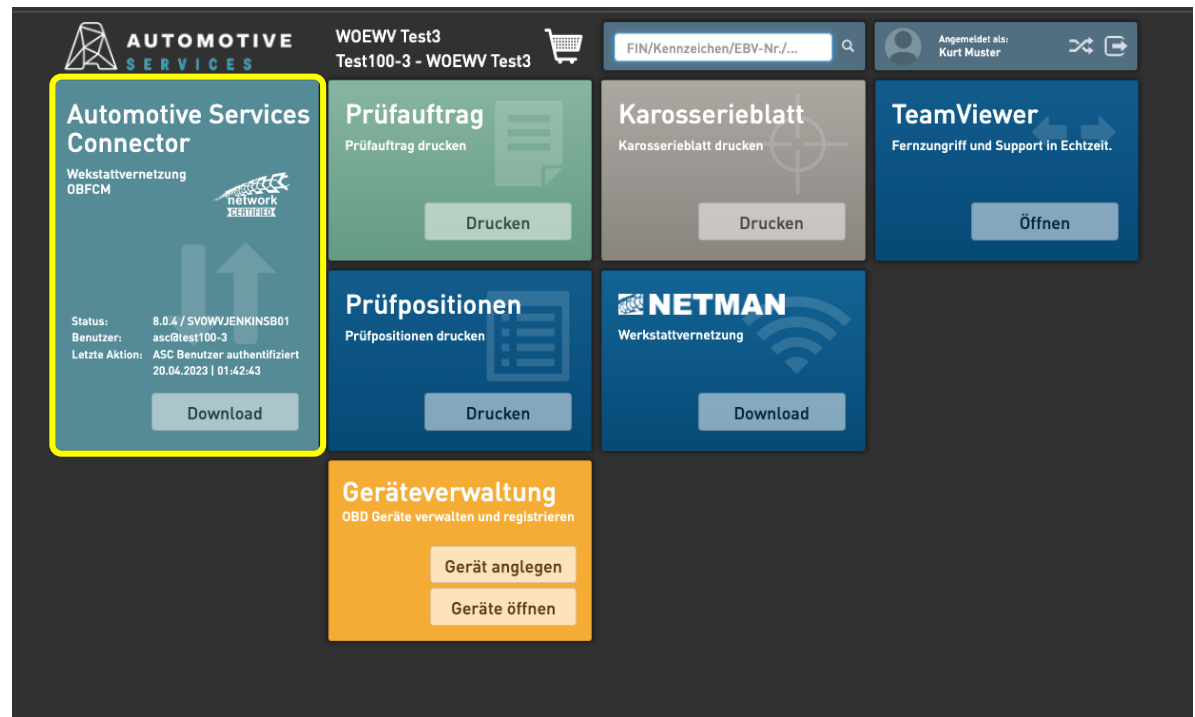 AUTOMOTIVE
SERVICES
WOEWV Test3
Test100-3 - WOEWV Test3
FIN/Kennzeichen/EBV-Nr./...
Angemeldet als:
Kurt Muster
Automotive Services
Connector
Wekstattvernetzung
OBFCM
network
CERTIFIED
Status: 8.0.4 / SVOWVJENKINSB01
Benutzer: asc@test100-3
Letzte Aktion: ASC Benutzer authentifiziert
20.04.2023 | 01:42:43
Download
Prüfauftrag
Prüfauftrag drucken
Drucken
Karosserieblatt
Karosserieblatt drucken
Drucken
TeamViewer
Fernzungriff und Support in Echtzeit.
Öffnen
Prüfpositionen
Prüfpositionen drucken
Drucken
NETMAN
Werkstattvernetzung
Download
Geräteverwaltung
OBD Geräte verwalten und registrieren
Gerät anglegen
Geräte öffnen